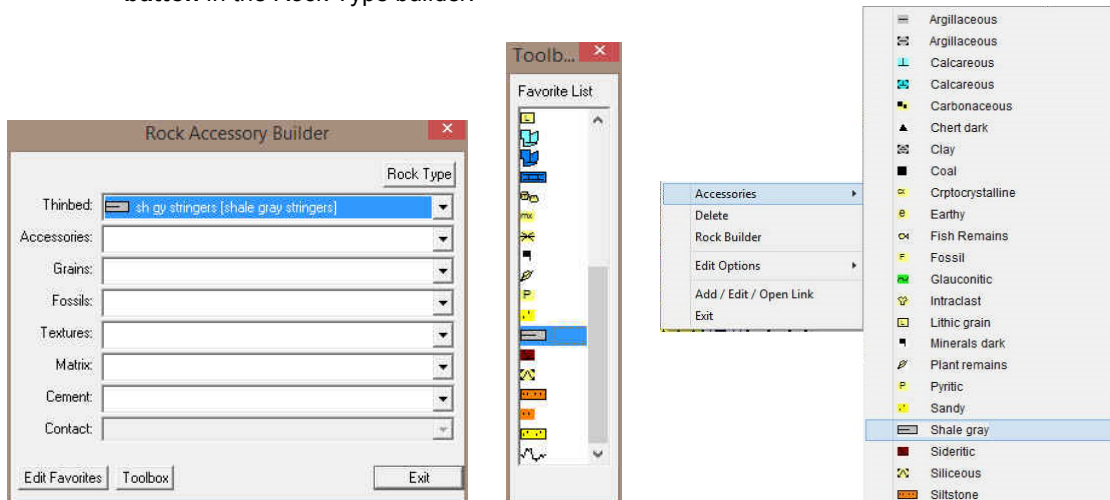 button in the Rock Type builder.
Rock Accessory Builder
Rock Type
Thinbed: sh gy stringers [shale gray stringers]
Accessories:
Grains:
Fossils:
Textures:
Matrix:
Cement:
Contact:
Edit Favorites Toolbox Exit
Toolb...
Favorite List
L
mx
P
Accessories
Delete
Rock Builder
Edit Options
Add / Edit / Open Link
Exit
Argillaceous
Argillaceous
Calcareous
Calcareous
Carbonaceous
Chert dark
Clay
Coal
Crptocrystalline
e Earthy
Fish Remains
F Fossil
Glauconitic
Intraclast
L Lithic grain
Minerals dark
Plant remains
P Pyritic
Sandy
Shale gray
Sideritic
Siliceous
Siltstone